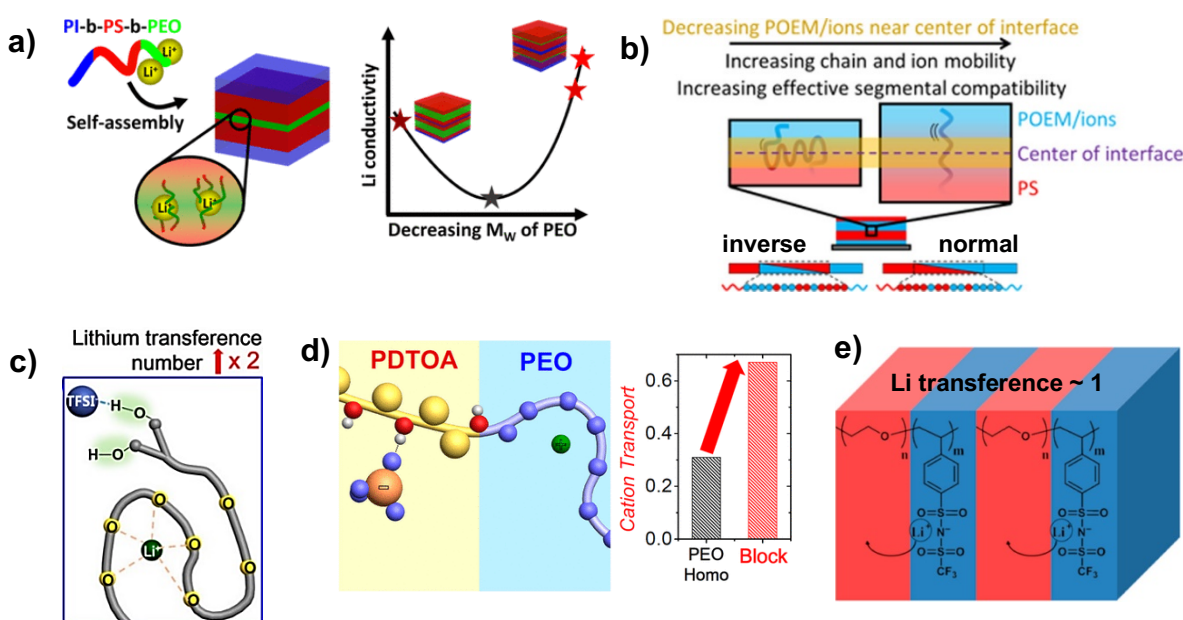 a)
PI-b-PS-b-PEO
Li⁺
Li⁺
Self-assembly
Li⁺
Li⁺
Li conductivtiy
Decreasing M_W of PEO
b)
Decreasing POEM/ions near center of interface
Increasing chain and ion mobility
Increasing effective segmental compatibility
POEM/ions
Center of interface
PS
inverse
normal
c)
Lithium transference
number x 2
TFSI⁻
H O
H O
O
O
O
O
O
O
Li⁺
d)
PDTOA
PEO
+
−
Cation Transport
0.6
0.4
0.2
0.0
PEO
Homo
Block
e)
Li transference ~ 1
O
n
m
O
n
m
O=S=O
Li⁺
N⁻
O=S=O
CF₃
O=S=O
Li⁺
N⁻
O=S=O
CF₃